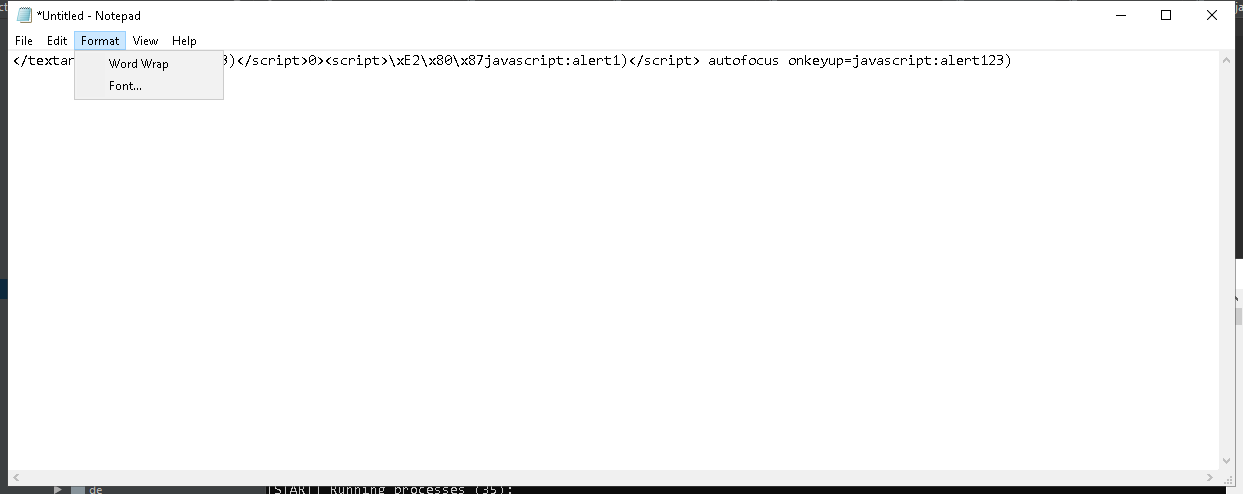 *Untitled - Notepad
File Edit Format View Help
</textar 3)</script>0><script>\xE2\x80\x87javascript:alert1)</script> autofocus onkeyup=javascript:alert123)
Word Wrap
Font...
de [START] Running processes (35):